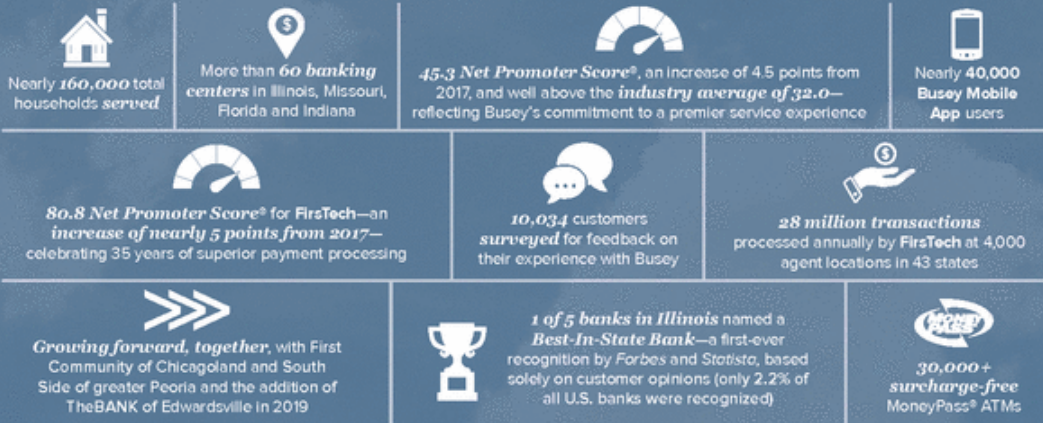 Nearly 160,000 total
households served
More than 60 banking
centers in Illinois, Missouri,
Florida and Indiana
45.3 Net Promoter Score®, an increase of 4.5 points from
2017, and well above the industry average of 32.0—
reflecting Busey's commitment to a premier service experience
Nearly 40,000
Busey Mobile
App users
80.8 Net Promoter Score® for FirsTech—an
increase of nearly 5 points from 2017—
celebrating 35 years of superior payment processing
10,034 customers
surveyed for feedback on
their experience with Busey
$
28 million transactions
processed annually by FirsTech at 4,000
agent locations in 43 states
Growing forward, together, with First
Community of Chicagoland and South
Side of greater Peoria and the addition of
TheBANK of Edwardsville in 2019
1 of 5 banks in Illinois named a
Best-In-State Bank—a first-ever
recognition by Forbes and Statista, based
solely on customer opinions (only 2.2% of
all U.S. banks were recognized)
MONEY
PASS
30,000+
surcharge-free
MoneyPass® ATMs